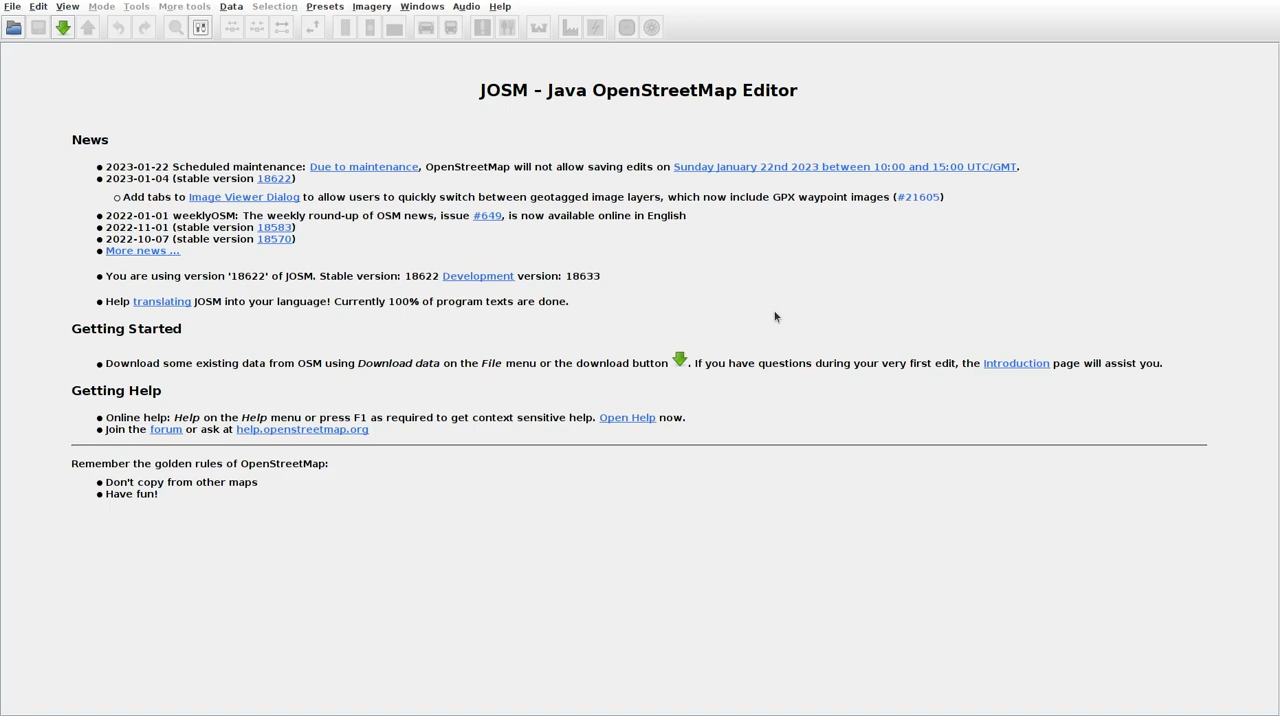 File Edit View Mode Tools More tools Data Selection Presets Imagery Windows Audio Help
JOSM – Java OpenStreetMap Editor
News
2023-01-22 Scheduled maintenance: Due to maintenance, OpenStreetMap will not allow saving edits on Sunday January 22nd 2023 between 10:00 and 15:00 UTC/GMT.
2023-01-04 (stable version 18622)
Add tabs to Image Viewer Dialog to allow users to quickly switch between geotagged image layers, which now include GPX waypoint images (#21605)
2022-01-01 weeklyOSM: The weekly round-up of OSM news, issue #649, is now available online in English
2022-11-01 (stable version 18583)
2022-10-07 (stable version 18570)
More news ...
You are using version '18622' of JOSM. Stable version: 18622 Development version: 18633
Help translating JOSM into your language! Currently 100% of program texts are done.
Getting Started
Download some existing data from OSM using Download data on the File menu or the download button . If you have questions during your very first edit, the Introduction page will assist you.
Getting Help
Online help: Help on the Help menu or press F1 as required to get context sensitive help. Open Help now.
Join the forum or ask at help.openstreetmap.org
Remember the golden rules of OpenStreetMap:
Don't copy from other maps
Have fun!